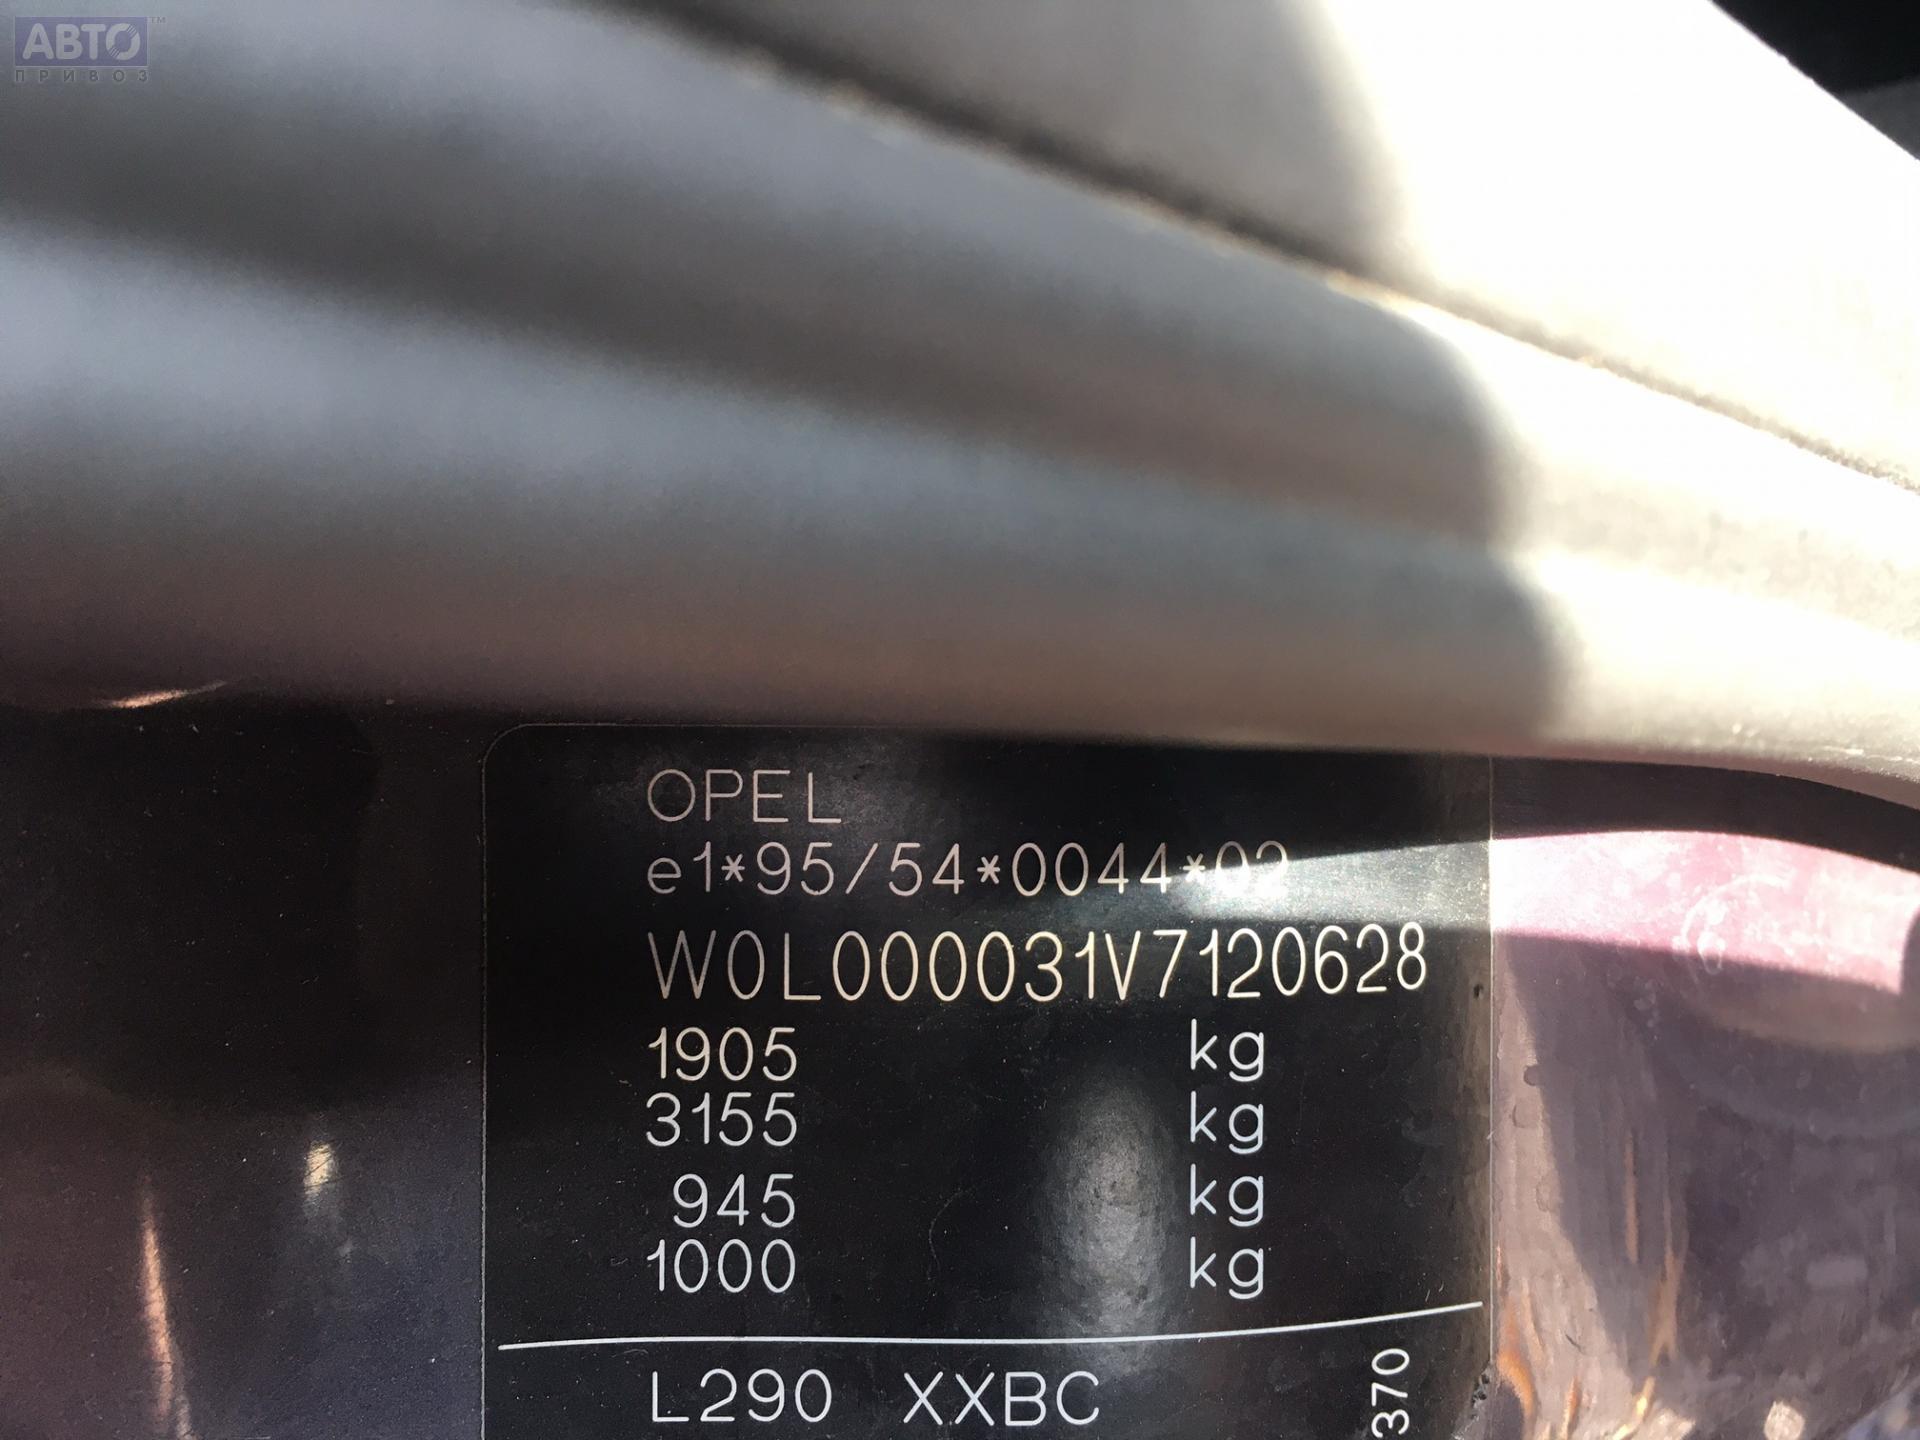 АВТО™
ПРИВОЗ
OPEL
e1*95/54*0044*02
W0L000031V7120628
1905 kg
3155 kg
945 kg
1000 kg
L290 XXBC
370